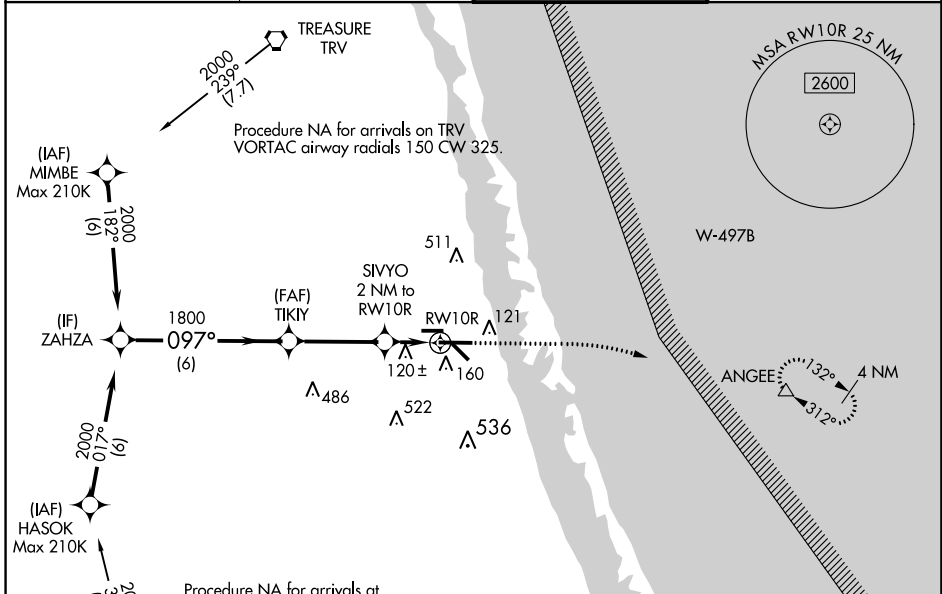 TREASURE
TRV
2000
239°
(7.7)
MSA RW10R 25 NM
2600
Procedure NA for arrivals on TRV
VORTAC airway radials 150 CW 325.
(IAF)
MIMBE
Max 210K
2000
182°
(6)
W-497B
511
SIVYO
2 NM to
RW10R
(FAF)
TIKIY
(IF)
ZAHZA
1800
097°
(6)
RW10R
121
120±
160
ANGEE
132°
4 NM
312°
486
522
536
2000
017°
(6)
(IAF)
HASOK
Max 210K
Procedure NA for arrivals at